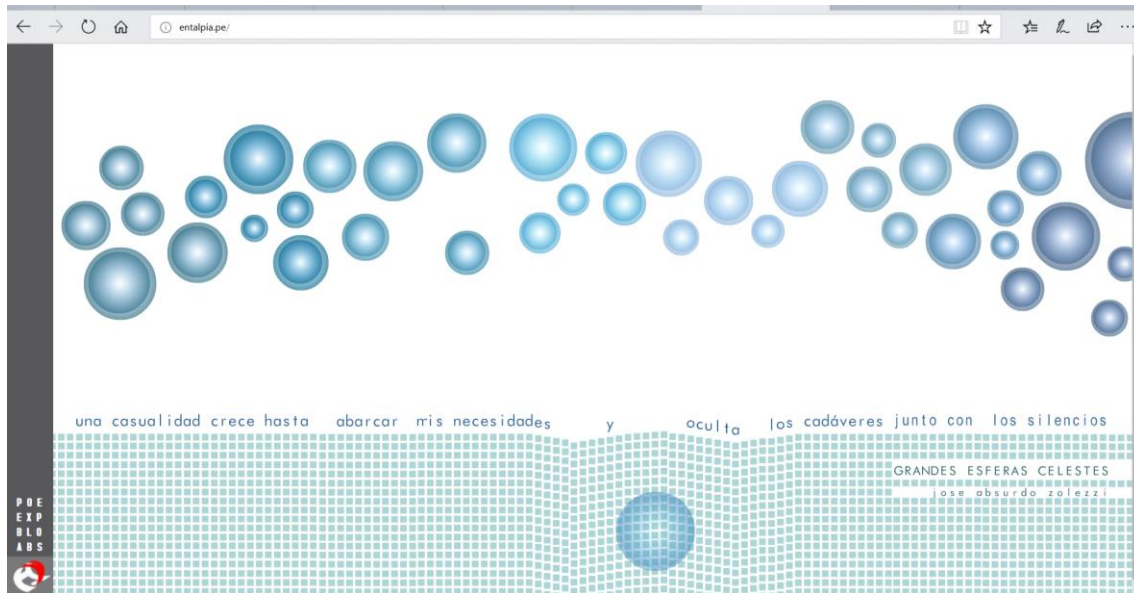 entalpia.pe/
una casualidad crece hasta abarcar mis necesidades y oculta los cadáveres junto con los silencios
GRANDES ESFERAS CELESTES
jose absurdo zolezzi
POE
EXP
BLO
ABS